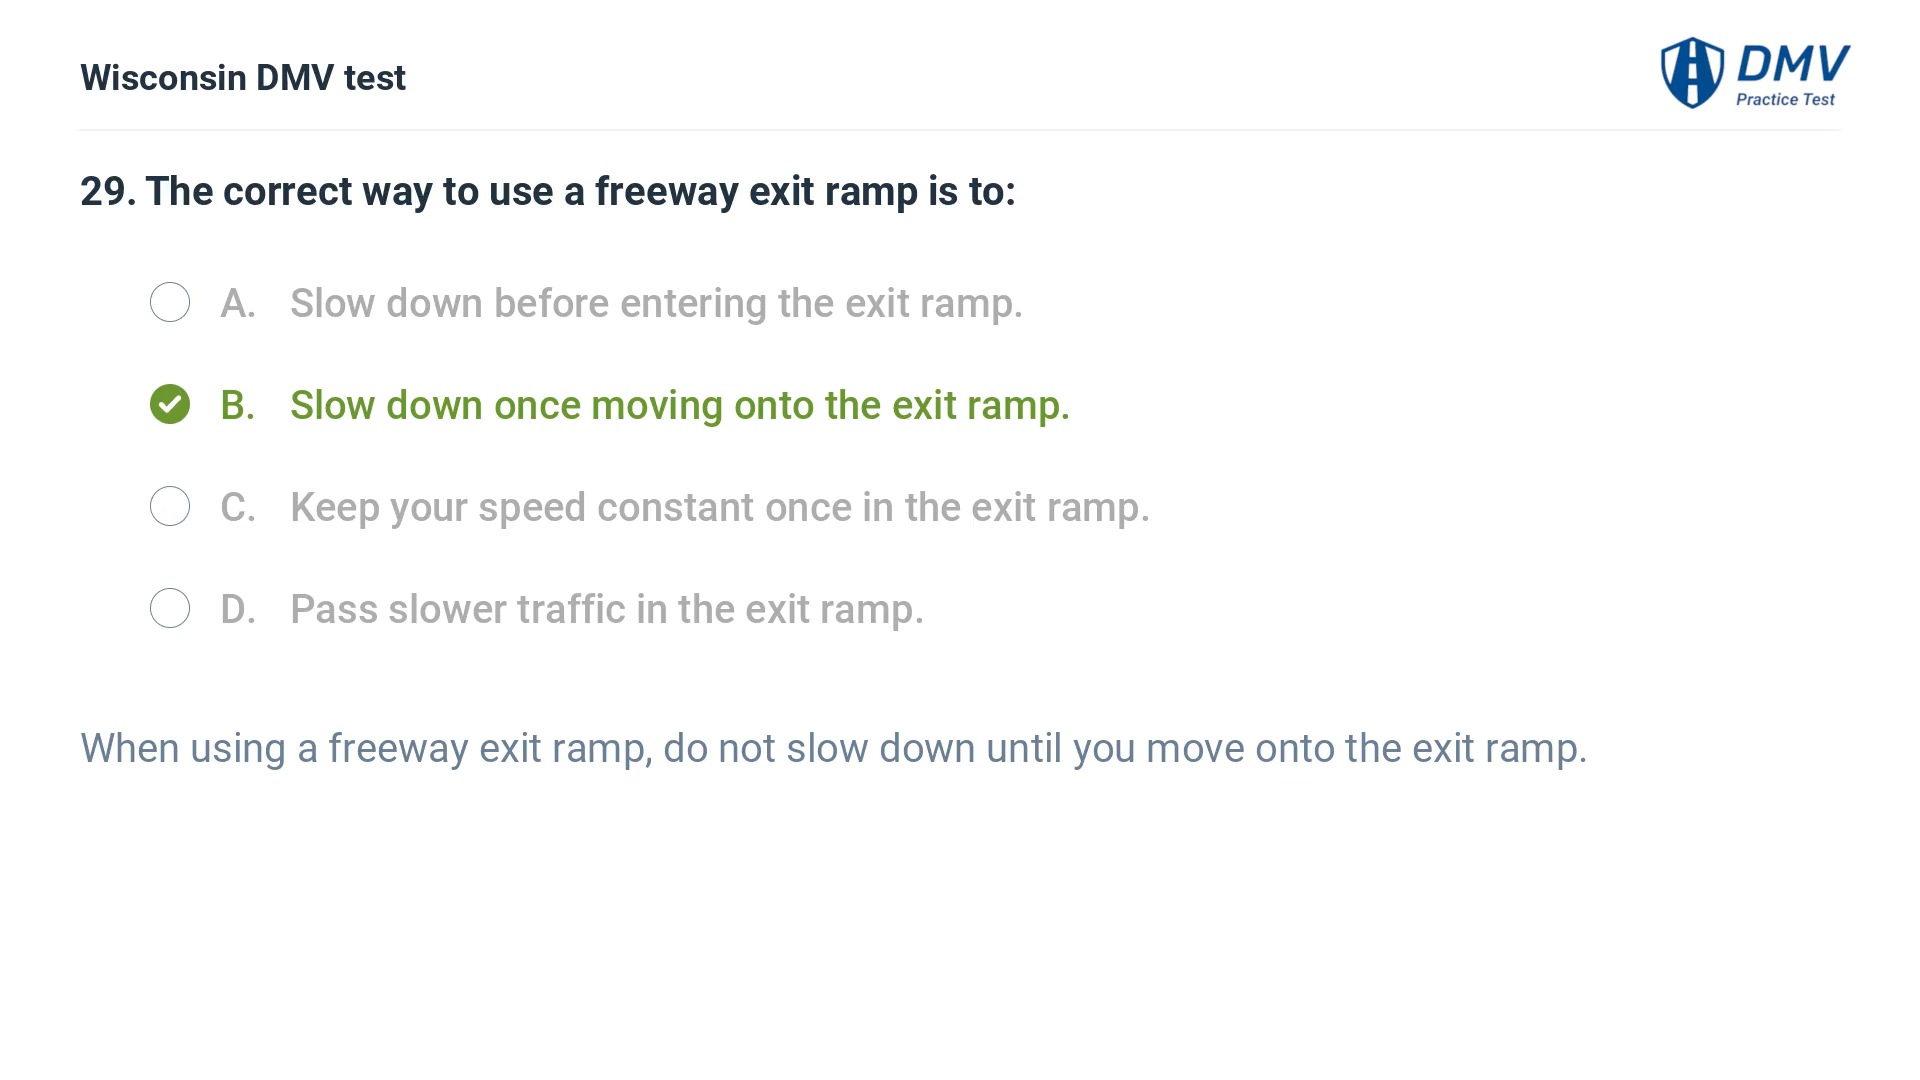 Wisconsin DMV test
DMV
Practice Test
29. The correct way to use a freeway exit ramp is to:
A. Slow down before entering the exit ramp.
B. Slow down once moving onto the exit ramp.
C. Keep your speed constant once in the exit ramp.
D. Pass slower traffic in the exit ramp.
When using a freeway exit ramp, do not slow down until you move onto the exit ramp.